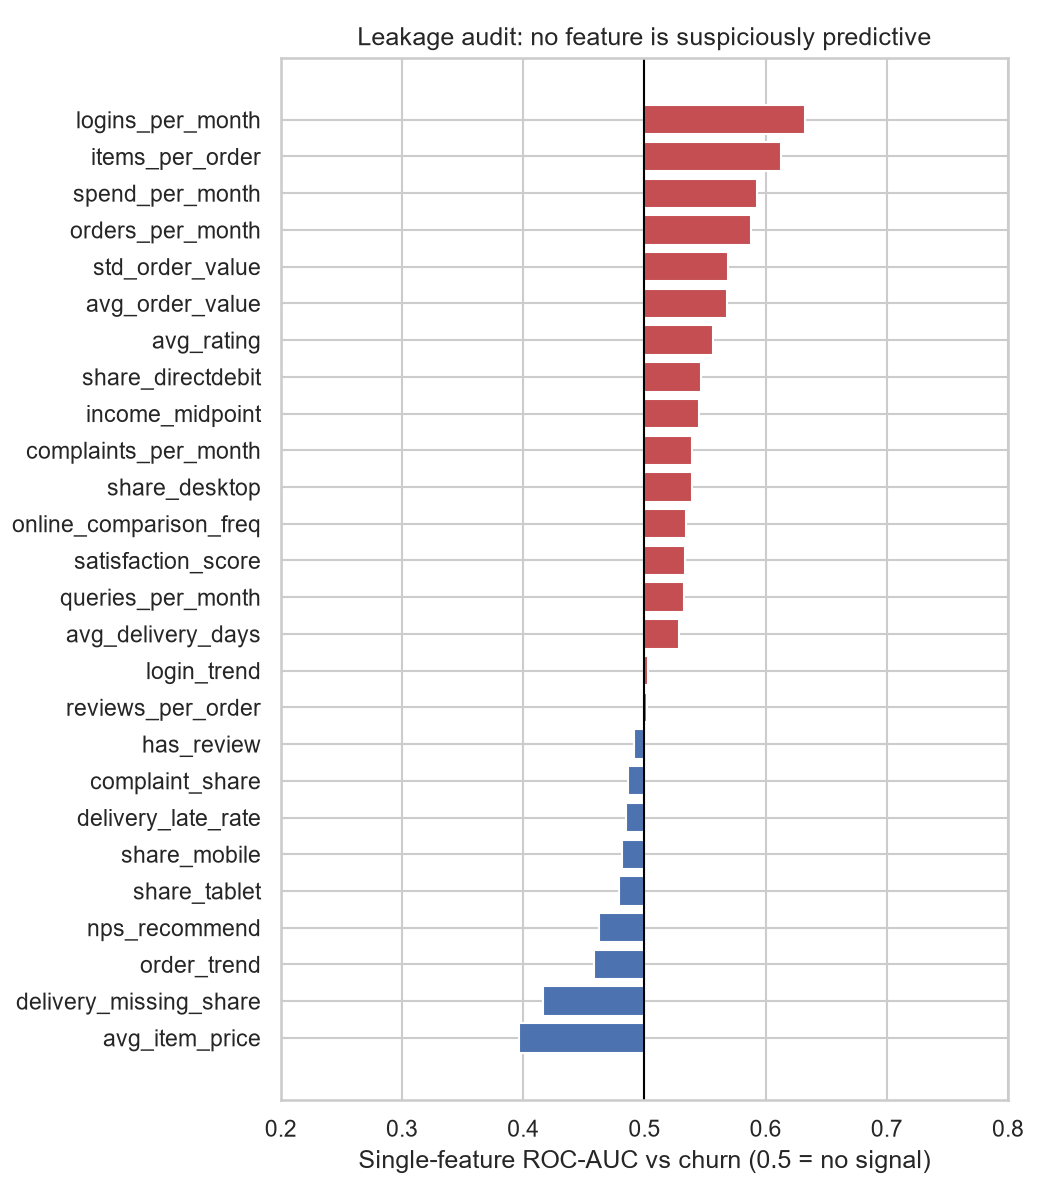 Leakage audit: no feature is suspiciously predictive
logins_per_month
items_per_order
spend_per_month
orders_per_month
std_order_value
avg_order_value
avg_rating
share_directdebit
income_midpoint
complaints_per_month
share_desktop
online_comparison_freq
satisfaction_score
queries_per_month
avg_delivery_days
login_trend
reviews_per_order
has_review
complaint_share
delivery_late_rate
share_mobile
share_tablet
nps_recommend
order_trend
delivery_missing_share
avg_item_price
0.2 0.3 0.4 0.5 0.6 0.7 0.8
Single-feature ROC-AUC vs churn (0.5 = no signal)